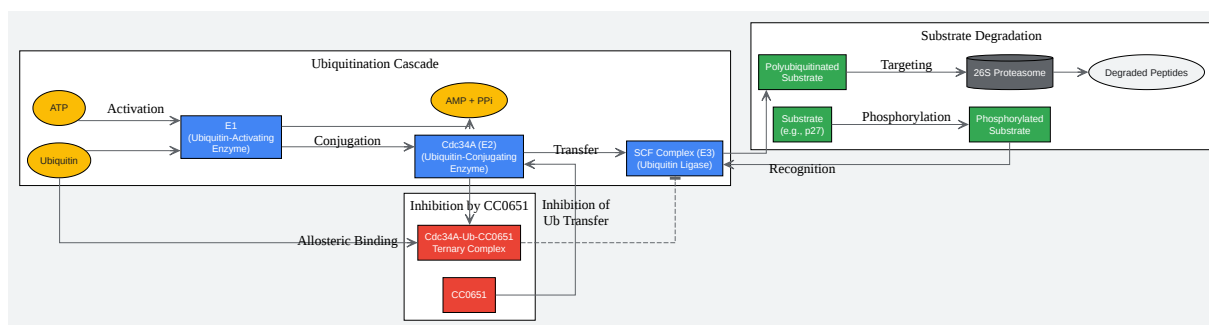 Substrate Degradation
Ubiquitination Cascade
Polyubiquitinated
Substrate
Targeting
26S Proteasome
Degraded Peptides
ATP
Activation
AMP + PPi
E1
(Ubiquitin-Activating
Enzyme)
Substrate
(e.g., p27)
Phosphorylation
Phosphorylated
Substrate
Ubiquitin
Conjugation
Cdc34A (E2)
(Ubiquitin-Conjugating
Enzyme)
Transfer
SCF Complex (E3)
(Ubiquitin Ligase)
Recognition
Inhibition by CC0651
Inhibition of
Ub Transfer
Allosteric Binding
Cdc34A-Ub-CC0651
Ternary Complex
CC0651